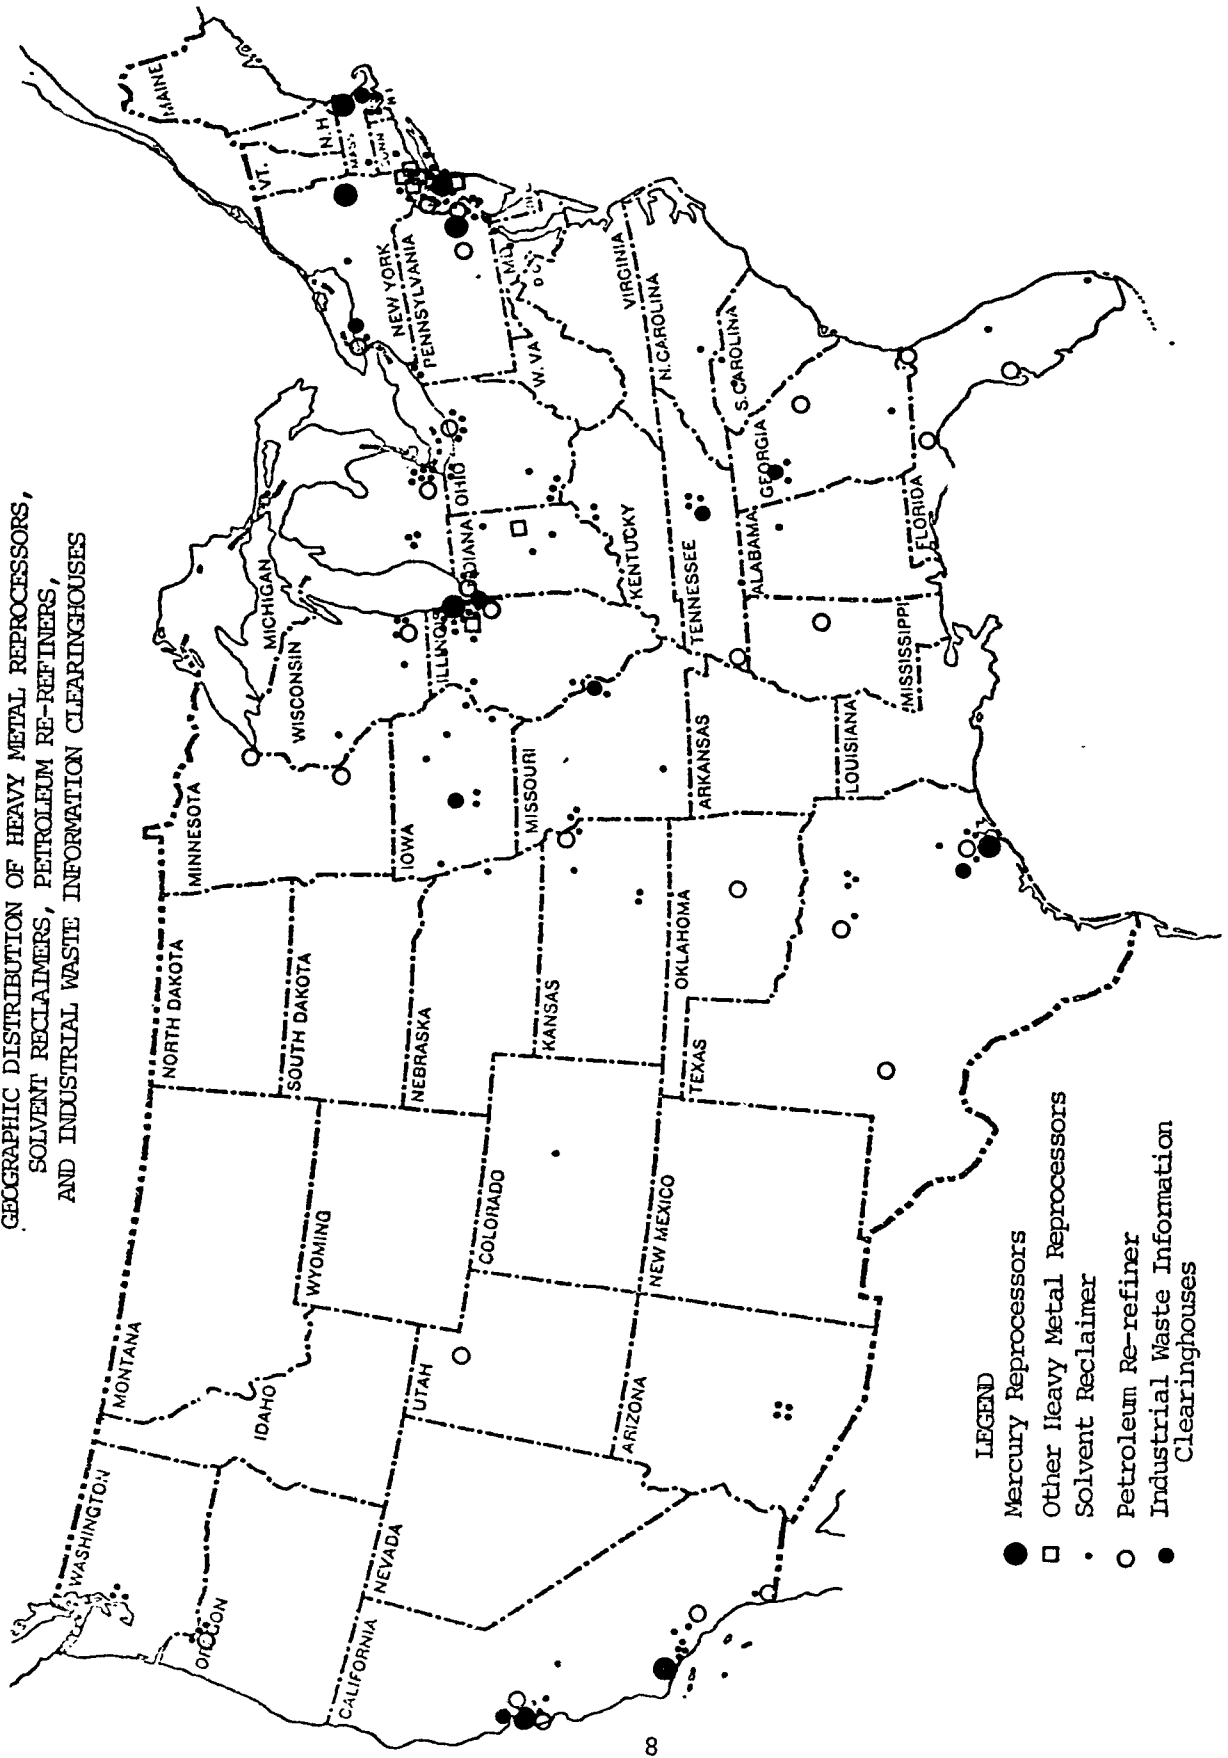 GEOGRAPHIC DISTRIBUTION OF HEAVY METAL REPROCESSORS,
SOLVENT RECLAIMERS, PETROLEUM RE-REFINERS,
AND INDUSTRIAL WASTE INFORMATION CLEARINGHOUSES
WASHINGTON
MONTANA
NORTH DAKOTA
MINNESOTA
MICHIGAN
WISCONSIN
VT.
N.H
MAINE
MASS
CONN
OREGON
IDAHO
WYOMING
SOUTH DAKOTA
IOWA
ILLINOIS
NEW YORK
PENNSYLVANIA
CALIFORNIA
NEVADA
UTAH
COLORADO
NEBRASKA
KANSAS
MISSOURI
INDIANA
OHIO
W.VA
MD.
D C
VIRGINIA
KENTUCKY
N.CAROLINA
TENNESSEE
S.CAROLINA
ARIZONA
NEW MEXICO
TEXAS
OKLAHOMA
ARKANSAS
ALABAMA
GEORGIA
LOUISIANA
MISSISSIPPI
FLORIDA
LEGEND
Mercury Reprocessors
Other Heavy Metal Reprocessors
Solvent Reclaimer
Petroleum Re-refiner
Industrial Waste Information
Clearinghouses
8